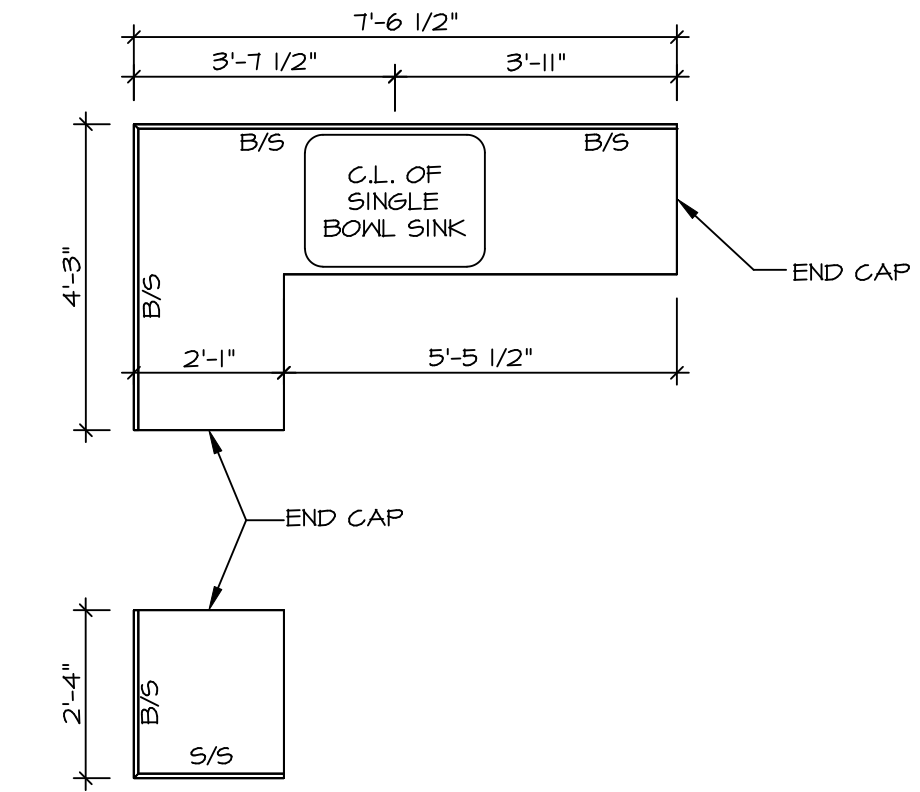 7'-6 1/2"
3'-7 1/2"
3'-11"
B/S
B/S
C.L. OF
SINGLE
BOWL SINK
4'-3"
B/S
END CAP
2'-1"
5'-5 1/2"
END CAP
2'-4"
B/S
S/S